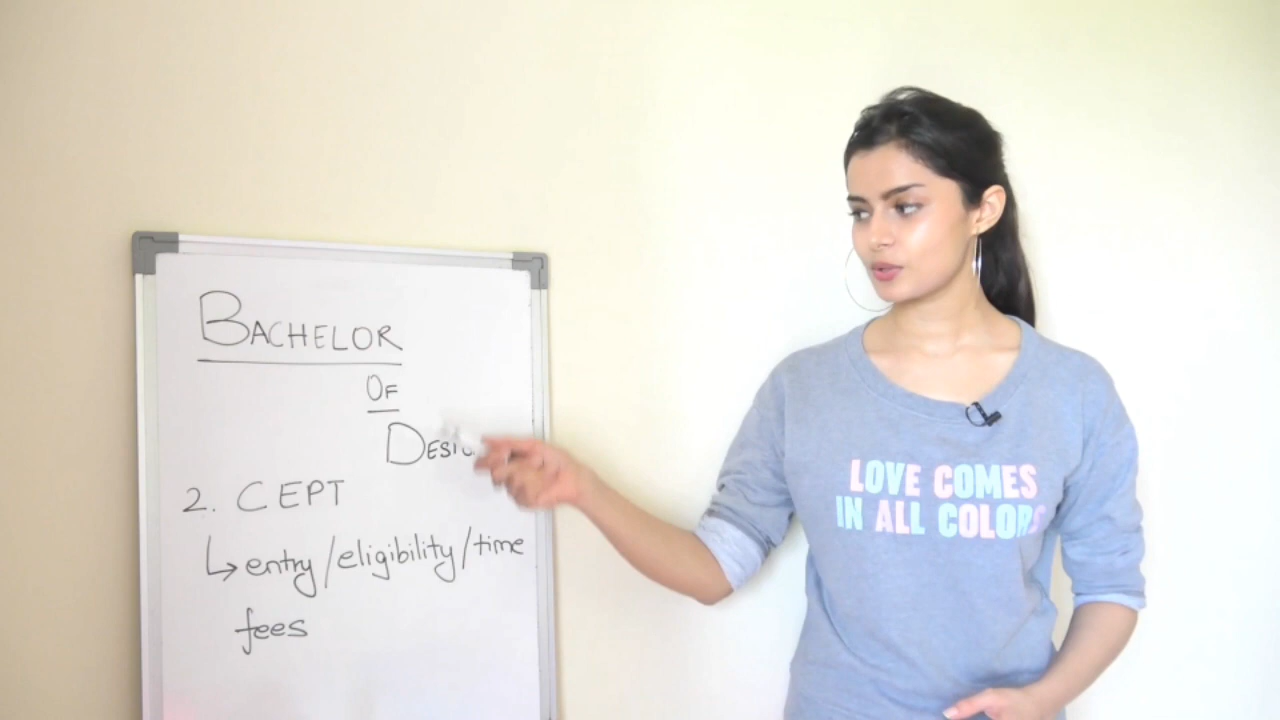 BACHELOR
OF
2. CEPT
↳ entry/eligibility/time
fees
LOVE COMES
IN ALL COLORS